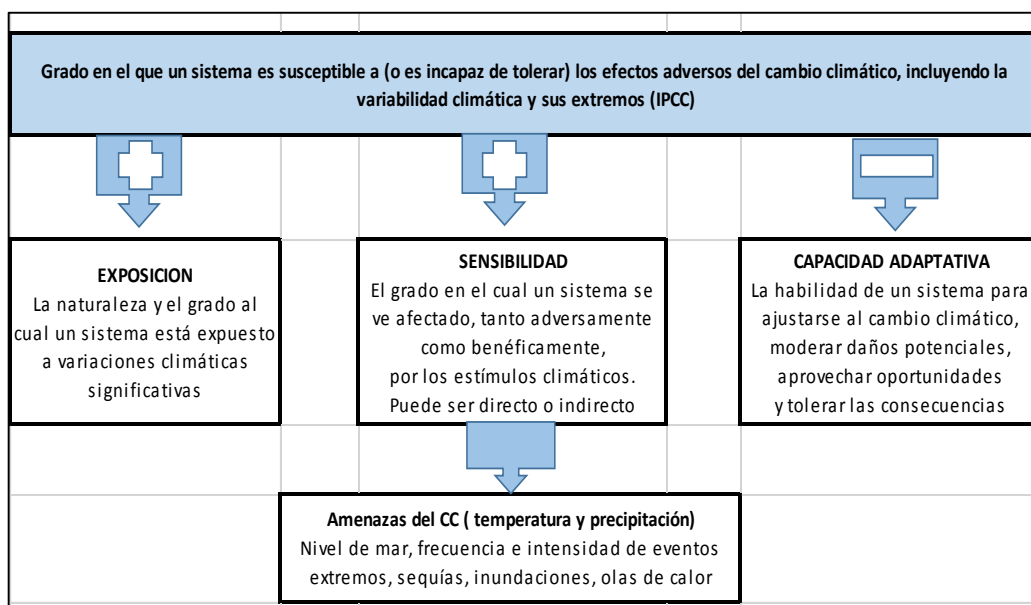 Grado en el que un sistema es susceptible a (o es incapaz de tolerar) los efectos adversos del cambio climático, incluyendo la
variabilidad climática y sus extremos (IPCC)
EXPOSICION
La naturaleza y el grado al
cual un sistema está expuesto
a variaciones climáticas
significativas
SENSIBILIDAD
El grado en el cual un sistema se
ve afectado, tanto adversamente
como benéficamente,
por los estímulos climáticos.
Puede ser directo o indirecto
CAPACIDAD ADAPTATIVA
La habilidad de un sistema para
ajustarse al cambio climático,
moderar daños potenciales,
aprovechar oportunidades
y tolerar las consecuencias
Amenazas del CC ( temperatura y precipitación)
Nivel de mar, frecuencia e intensidad de eventos
extremos, sequías, inundaciones, olas de calor